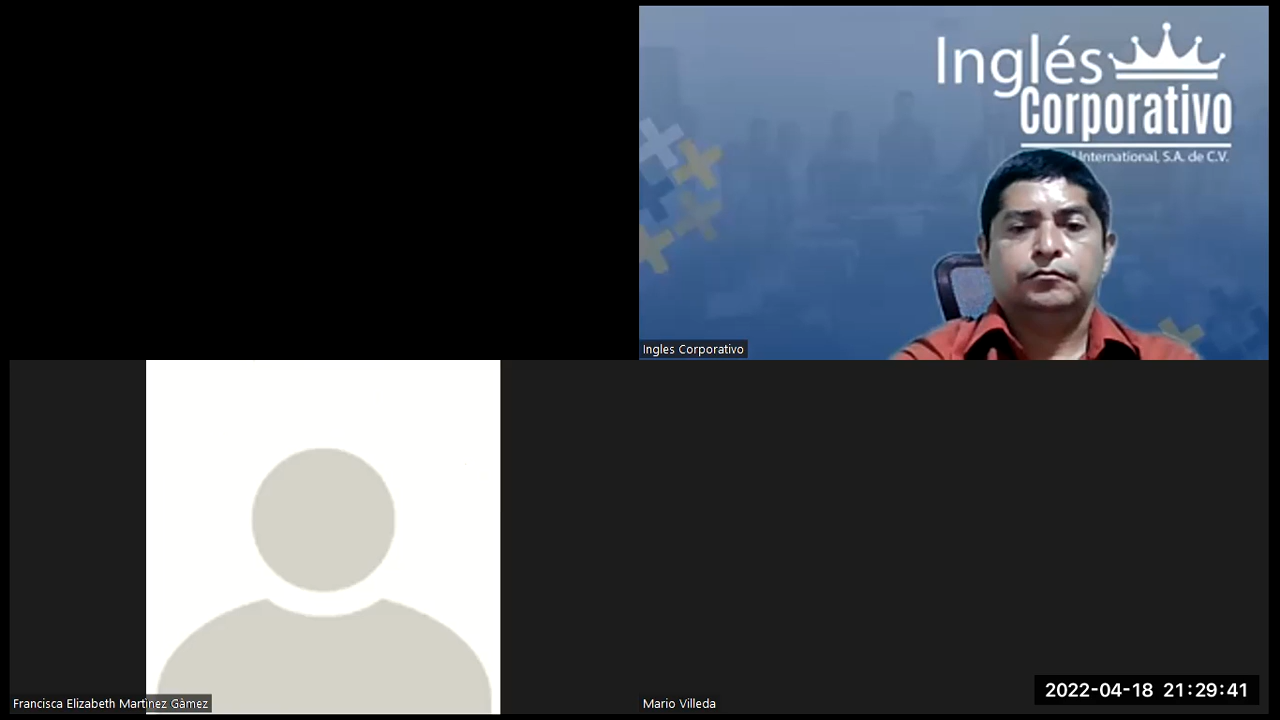 Inglés
Corporativo
International, S.A. de C.V.
Ingles Corporativo
Francisca Elizabeth Martinez Gàmez
Mario Villeda
2022-04-18 21:29:41